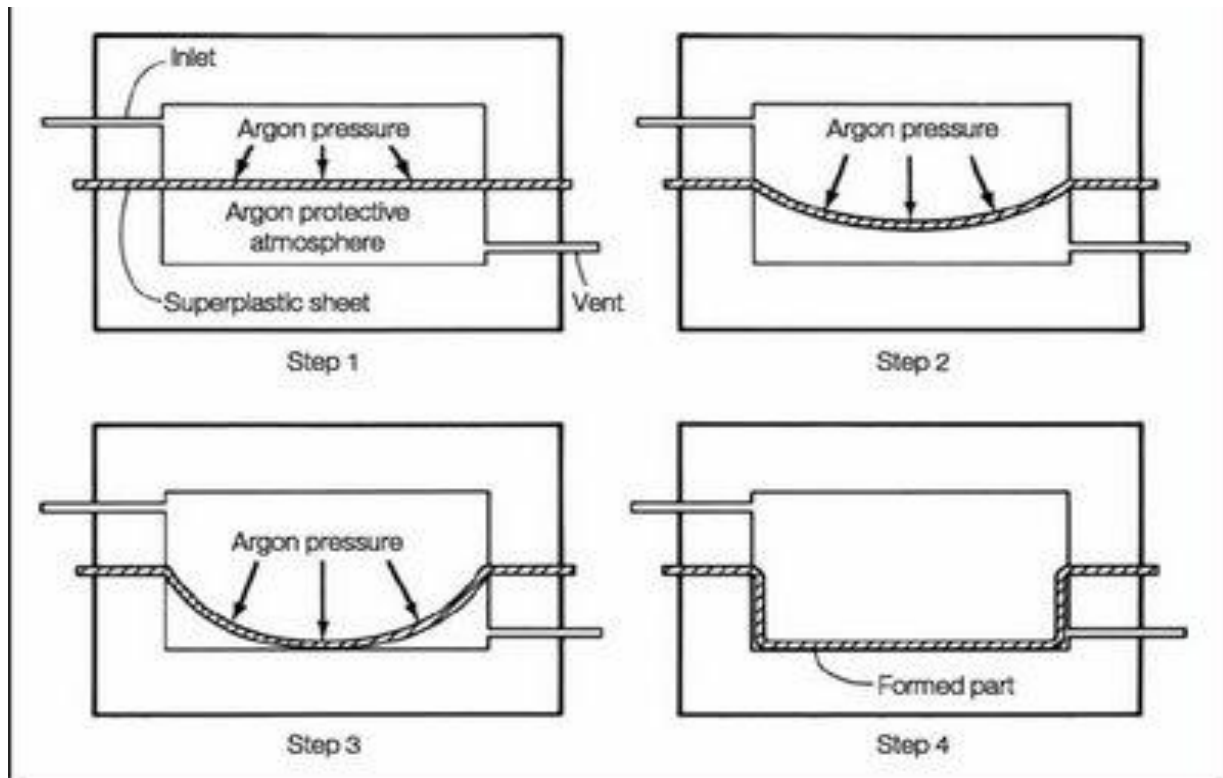 Inlet
Argon pressure
Argon protective
atmosphere
Superplastic sheet
Vent
Step 1
Argon pressure
Step 2
Argon pressure
Step 3
Formed part
Step 4